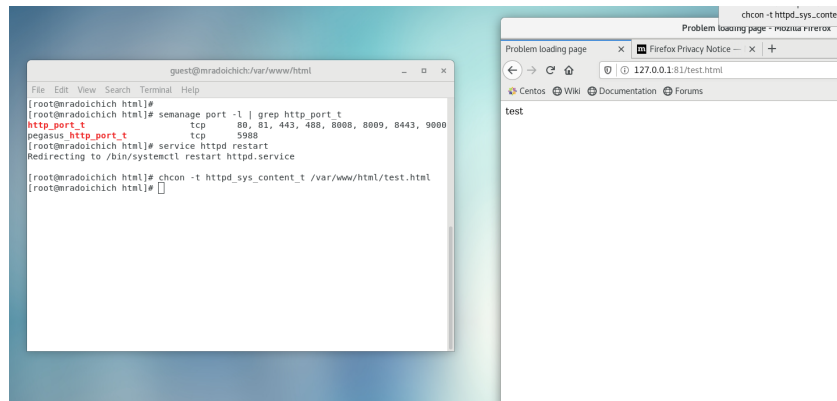 chcon -t httpd_sys_conte
Problem loading page - Mozilla Firefox
Problem loading page × Firefox Privacy Notice — × +
127.0.0.1:81/test.html
Centos Wiki Documentation Forums
test
guest@mradoichich:/var/www/html
File Edit View Search Terminal Help
[root@mradoichich html]#
[root@mradoichich html]# semanage port -l | grep http_port_t
http_port_t tcp 80, 81, 443, 488, 8008, 8009, 8443, 9000
pegasus_http_port_t tcp 5988
[root@mradoichich html]# service httpd restart
Redirecting to /bin/systemctl restart httpd.service
[root@mradoichich html]# chcon -t httpd_sys_content_t /var/www/html/test.html
[root@mradoichich html]#